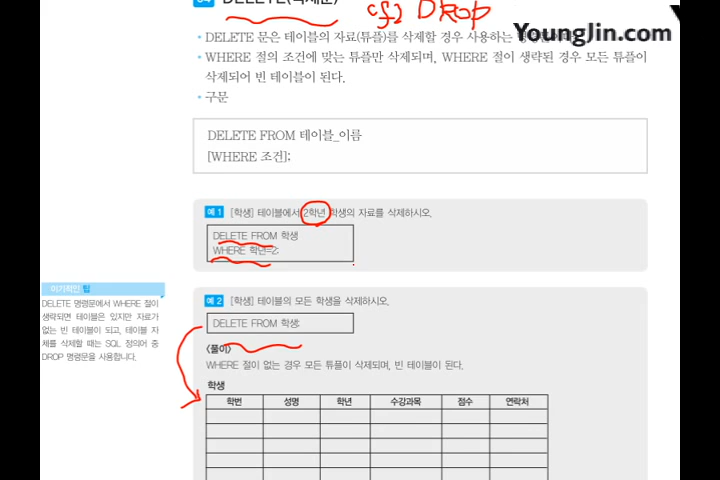 04 DELETE(삭제문) cf) DROP
YoungJin.com Y
• DELETE 문은 테이블의 자료(튜플)를 삭제할 경우 사용하는
• WHERE 절의 조건에 맞는 튜플만 삭제되며, WHERE 절이 생략된 경우 모든 튜플이
삭제되어 빈 테이블이 된다.
• 구문
DELETE FROM 테이블_이름
[WHERE 조건];
예 1 [학생] 테이블에서 2학년 학생의 자료를 삭제하시오.
DELETE FROM 학생
WHERE 학년=2;
이기적인 팁
DELETE 명령문에서 WHERE 절이
생략되면 테이블은 있지만 자료가
없는 빈 테이블이 되고, 테이블 자
체를 삭제할 때는 SQL 정의어 중
DROP 명령문을 사용합니다.
예 2 [학생] 테이블의 모든 학생을 삭제하시오.
DELETE FROM 학생;
<풀이>
WHERE 절이 없는 경우 모든 튜플이 삭제되며, 빈 테이블이 된다.
학생
학번 성명 학년 수강과목 점수 연락처